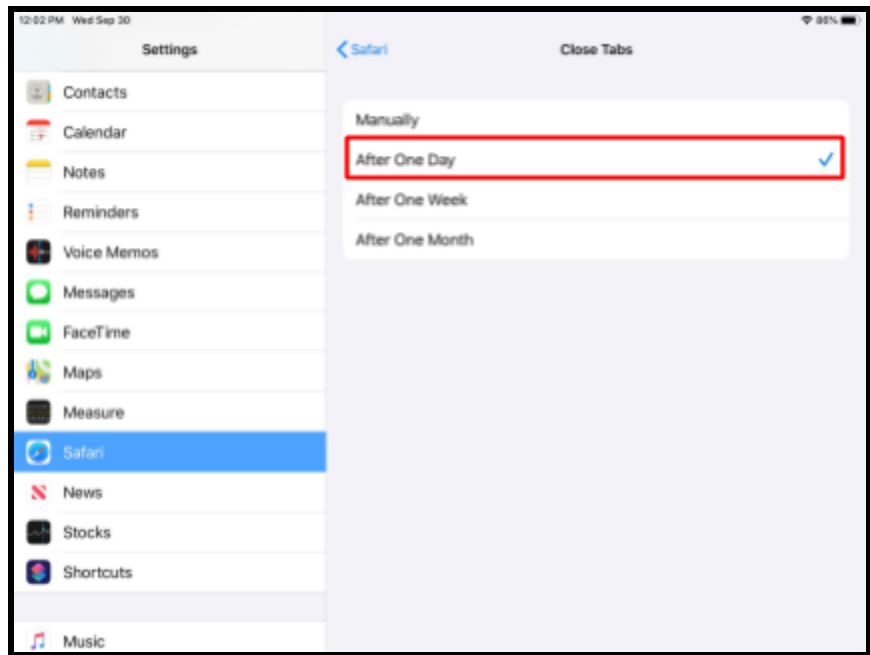 12:02 PM Wed Sep 30
86%
Settings
Safari
Close Tabs
Contacts
Calendar
Notes
Reminders
Voice Memos
Messages
FaceTime
Maps
Measure
Safari
News
Stocks
Shortcuts
Music
Manually
After One Day
After One Week
After One Month